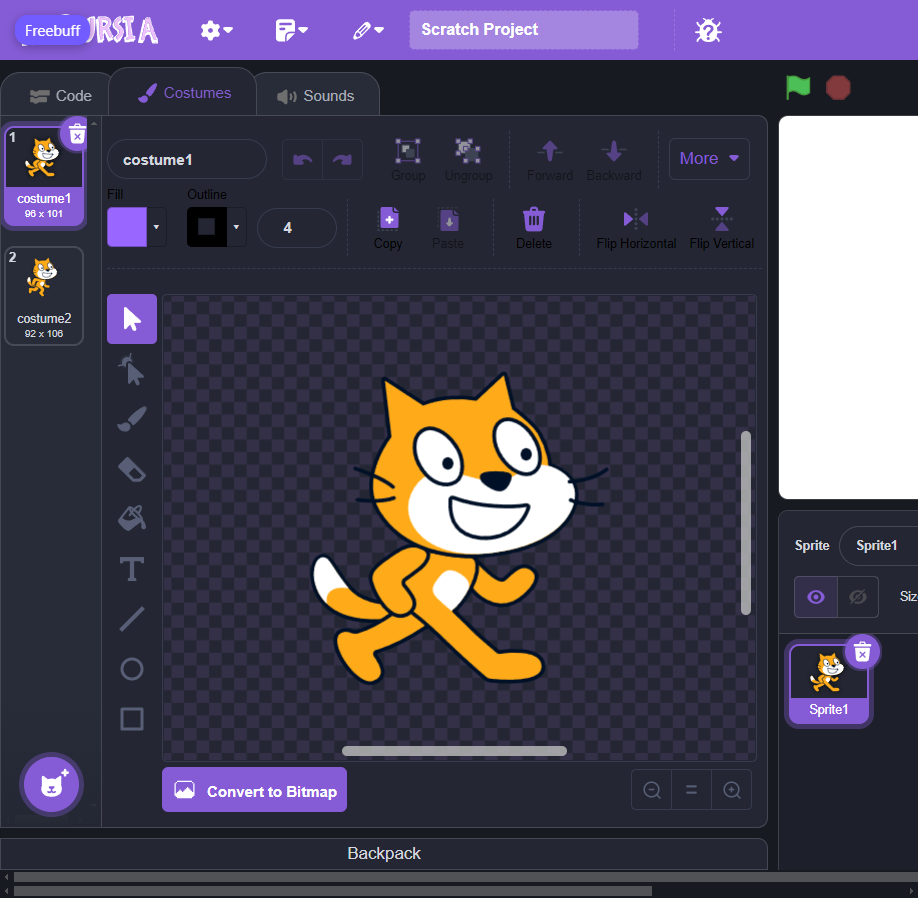 Freebuff
Scratch Project
Code
Costumes
Sounds
1
costume1
96 x 101
2
costume2
92 x 106
costume1
Group
Ungroup
Forward
Backward
More
Fill
Outline
4
Copy
Paste
Delete
Flip Horizontal
Flip Vertical
T
Convert to Bitmap
Backpack
Sprite
Sprite1
Siz
Sprite1